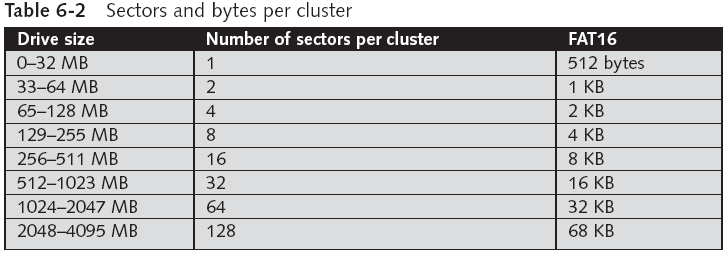 Table 6-2 Sectors and bytes per cluster
Drive size Number of sectors per cluster FAT16
0–32 MB 1 512 bytes
33–64 MB 2 1 KB
65–128 MB 4 2 KB
129–255 MB 8 4 KB
256–511 MB 16 8 KB
512–1023 MB 32 16 KB
1024–2047 MB 64 32 KB
2048–4095 MB 128 68 KB